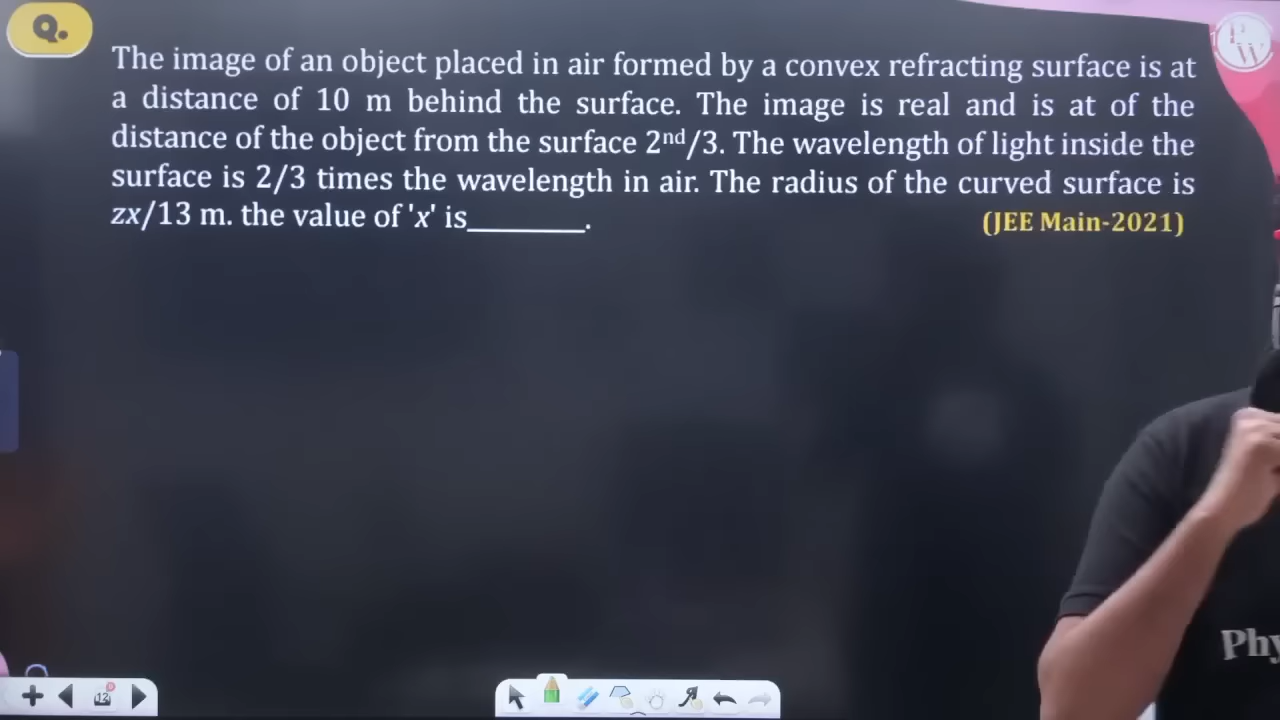 Q.
The image of an object placed in air formed by a convex refracting surface is at
a distance of 10 m behind the surface. The image is real and is at of the
distance of the object from the surface 2ⁿᵈ/3. The wavelength of light inside the
surface is 2/3 times the wavelength in air. The radius of the curved surface is
zx/13 m. the value of 'x' is________.
(JEE Main-2021)
PW
Phy
12